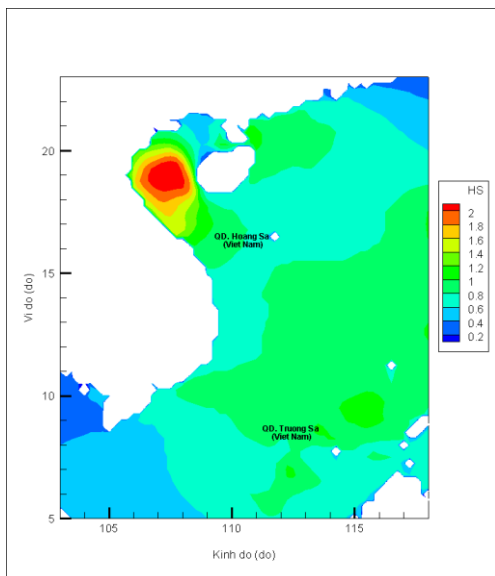 20
15
10
5
Vi do (do)
105
110
115
Kinh do (do)
QD. Hoang Sa
(Viet Nam)
QD. Truong Sa
(Viet Nam)
HS
2
1.8
1.6
1.4
1.2
1
0.8
0.6
0.4
0.2